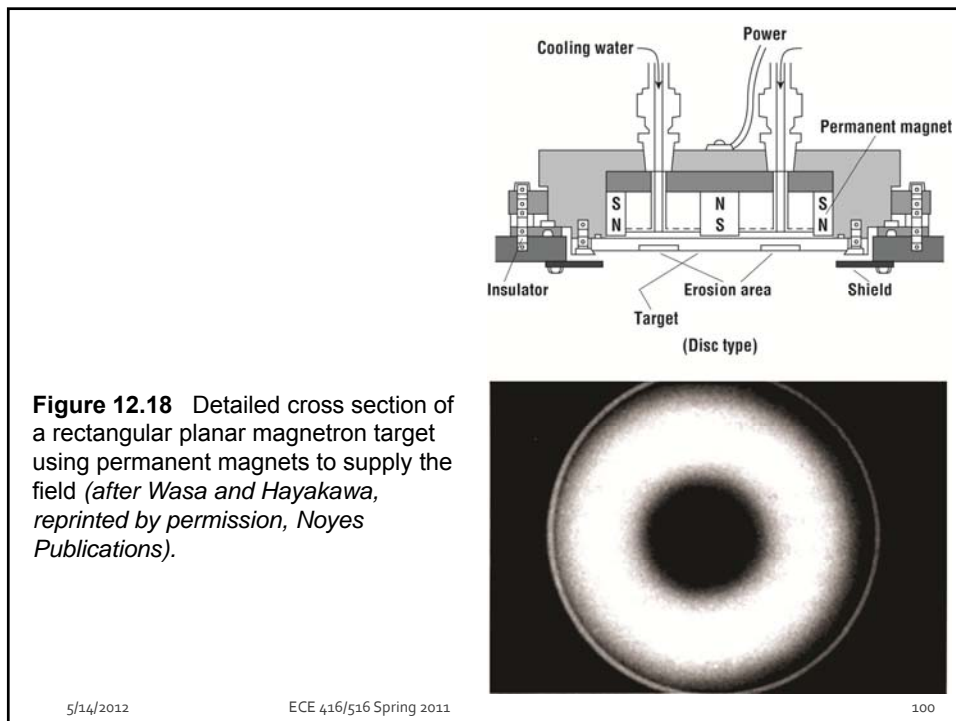 Cooling water
Power
Permanent magnet
S N S
N S N
Insulator
Erosion area
Shield
Target
(Disc type)
Figure 12.18 Detailed cross section of
a rectangular planar magnetron target
using permanent magnets to supply the
field (after Wasa and Hayakawa,
reprinted by permission, Noyes
Publications).
5/14/2012 ECE 416/516 Spring 2011 100